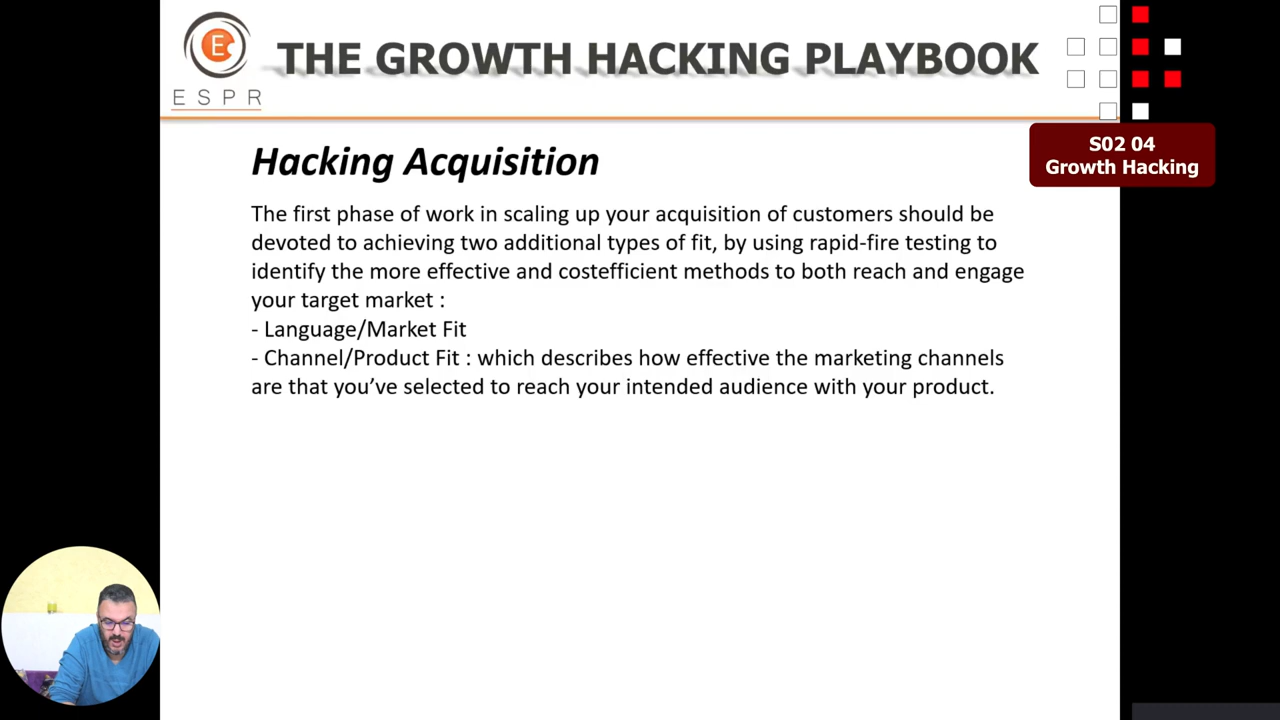 E
ESPR
THE GROWTH HACKING PLAYBOOK
S02 04
Growth Hacking
Hacking Acquisition
The first phase of work in scaling up your acquisition of customers should be
devoted to achieving two additional types of fit, by using rapid-fire testing to
identify the more effective and costefficient methods to both reach and engage
your target market :
- Language/Market Fit
- Channel/Product Fit : which describes how effective the marketing channels
are that you’ve selected to reach your intended audience with your product.